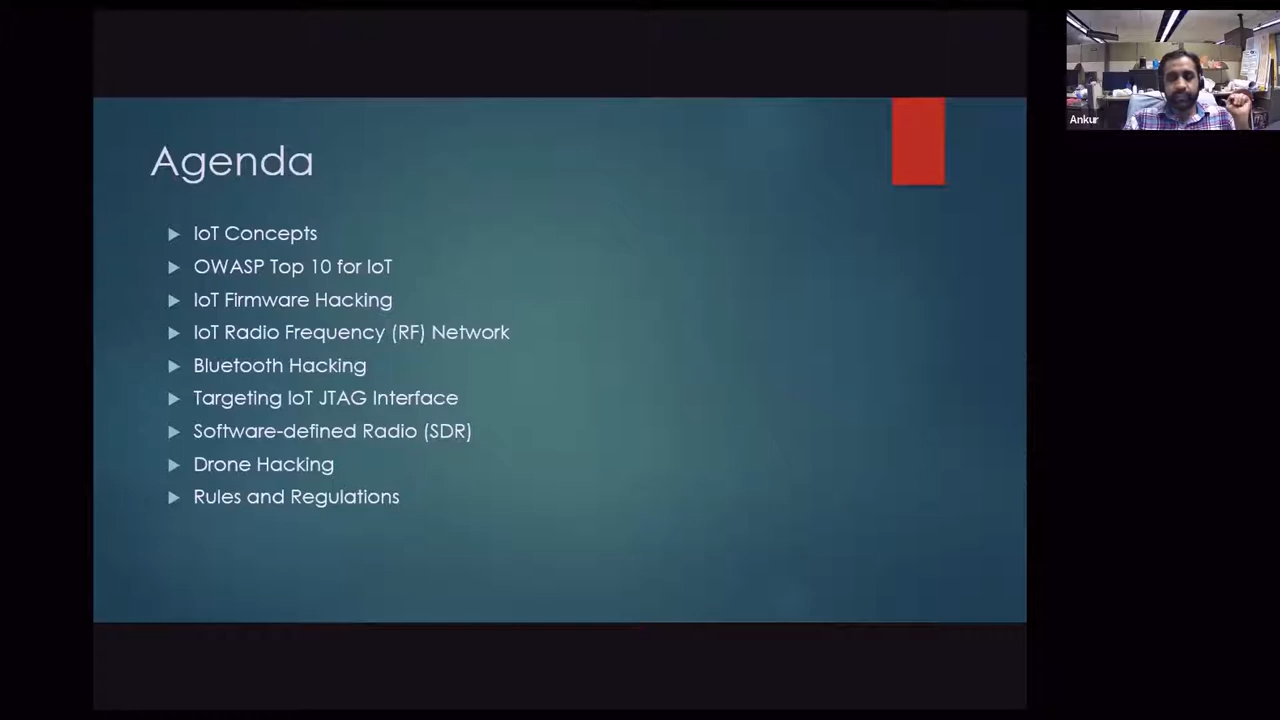 Agenda
IoT Concepts
OWASP Top 10 for IoT
IoT Firmware Hacking
IoT Radio Frequency (RF) Network
Bluetooth Hacking
Targeting IoT JTAG Interface
Software-defined Radio (SDR)
Drone Hacking
Rules and Regulations
Ankur